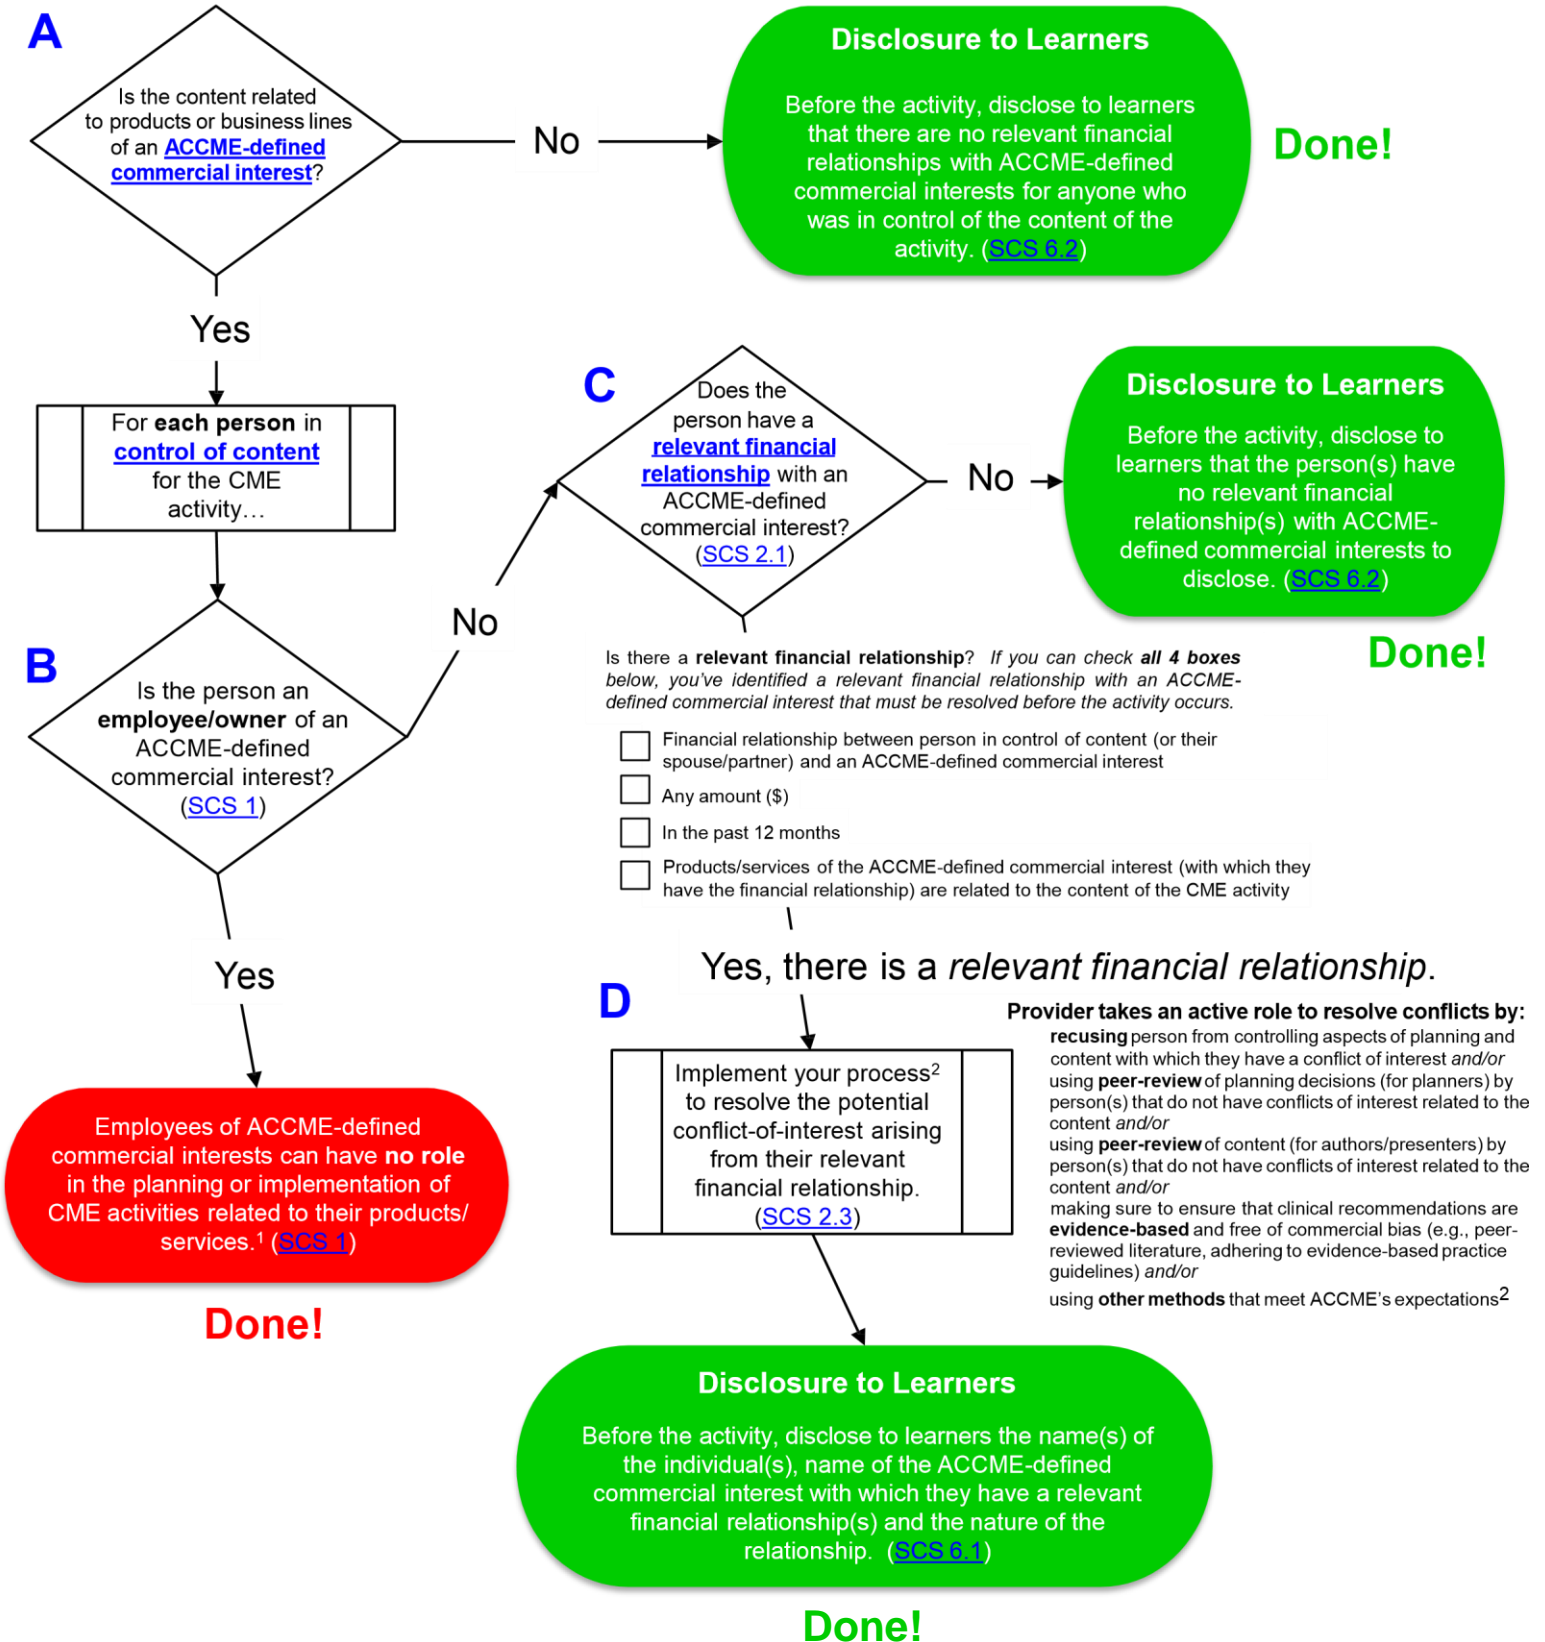 A
Is the content related
to products or business lines
of an ACCME-defined
commercial interest?
No
Disclosure to Learners
Before the activity, disclose to learners
that there are no relevant financial
relationships with ACCME-defined
commercial interests for anyone who
was in control of the content of the
activity. (SCS 6.2)
Done!
Yes
For each person in
control of content
for the CME
activity…
C
Does the
person have a
relevant financial
relationship with an
ACCME-defined
commercial interest?
(SCS 2.1)
No
Disclosure to Learners
Before the activity, disclose to
learners that the person(s) have
no relevant financial
relationship(s) with ACCME-
defined commercial interests to
disclose. (SCS 6.2)
Done!
No
B
Is the person an
employee/owner of an
ACCME-defined
commercial interest?
(SCS 1)
Is there a relevant financial relationship? If you can check all 4 boxes
below, you've identified a relevant financial relationship with an ACCME-
defined commercial interest that must be resolved before the activity occurs.
Financial relationship between person in control of content (or their
spouse/partner) and an ACCME-defined commercial interest
Any amount ($)
In the past 12 months
Products/services of the ACCME-defined commercial interest (with which they
have the financial relationship) are related to the content of the CME activity
Yes
Yes, there is a relevant financial relationship.
Employees of ACCME-defined
commercial interests can have no role
in the planning or implementation of
CME activities related to their products/
services.¹ (SCS 1)
Done!
D
Implement your process²
to resolve the potential
conflict-of-interest arising
from their relevant
financial relationship.
(SCS 2.3)
Provider takes an active role to resolve conflicts by:
recusing person from controlling aspects of planning and
content with which they have a conflict of interest and/or
using peer-review of planning decisions (for planners) by
person(s) that do not have conflicts of interest related to the
content and/or
using peer-review of content (for authors/presenters) by
person(s) that do not have conflicts of interest related to the
content and/or
making sure to ensure that clinical recommendations are
evidence-based and free of commercial bias (e.g., peer-
reviewed literature, adhering to evidence-based practice
guidelines) and/or
using other methods that meet ACCME's expectations²
Disclosure to Learners
Before the activity, disclose to learners the name(s) of
the individual(s), name of the ACCME-defined
commercial interest with which they have a relevant
financial relationship(s) and the nature of the
relationship. (SCS 6.1)
Done!